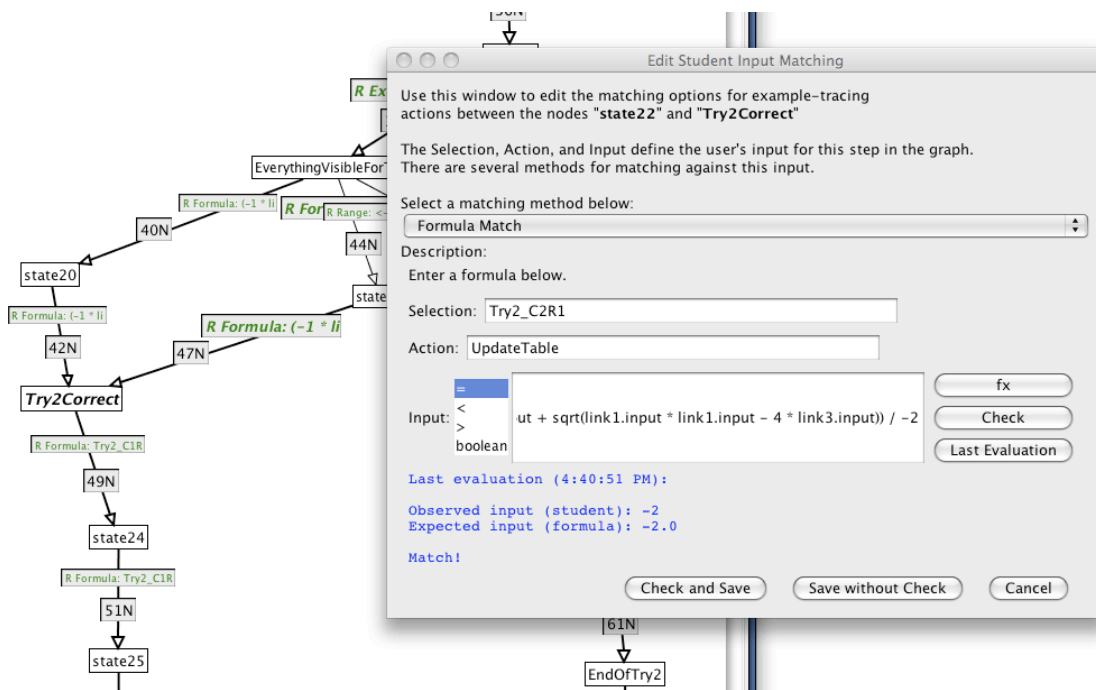 36N
Edit Student Input Matching
R Ex
Use this window to edit the matching options for example-tracing
actions between the nodes "state22" and "Try2Correct"
The Selection, Action, and Input define the user's input for this step in the graph.
There are several methods for matching against this input.
EverythingVisibleForT
R Formula: (-1 * li
R For
R Range: <-
40N
44N
Select a matching method below:
Formula Match
Description:
Enter a formula below.
state20
state
Selection: Try2_C2R1
R Formula: (-1 * li
R Formula: (-1 * li
42N
47N
Action: UpdateTable
Try2Correct
Input:
=
<
>
boolean
ut + sqrt(link1.input * link1.input - 4 * link3.input)) / -2
fx
Check
Last Evaluation
R Formula: Try2_C1R
49N
Last evaluation (4:40:51 PM):
Observed input (student): -2
Expected input (formula): -2.0
Match!
state24
R Formula: Try2_C1R
Check and Save
Save without Check
Cancel
51N
61N
state25
EndOfTry2